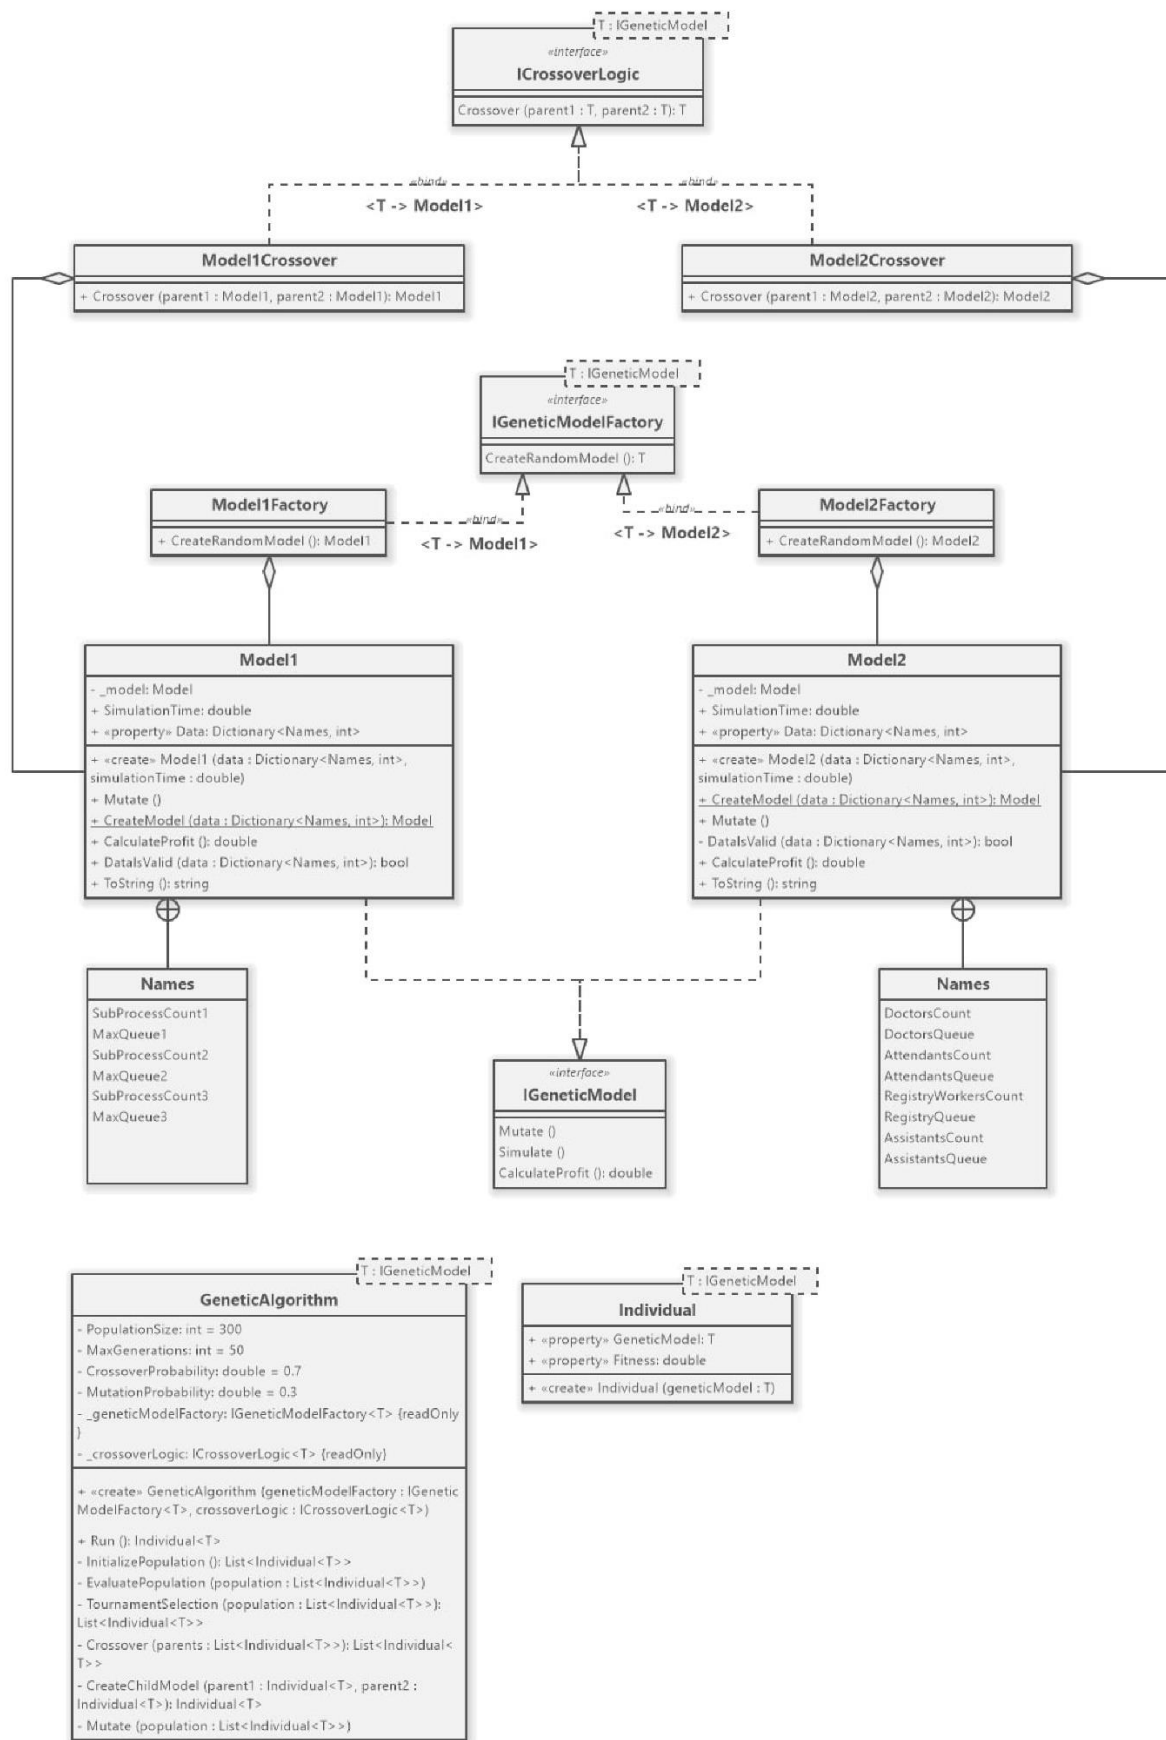 T : IGeneticModel
«interface»
ICrossoverLogic
Crossover (parent1 : T, parent2 : T): T
«bind»
<T -> Model1>
«bind»
<T -> Model2>
Model1Crossover
+ Crossover (parent1 : Model1, parent2 : Model1): Model1
Model2Crossover
+ Crossover (parent1 : Model2, parent2 : Model2): Model2
T : IGeneticModel
«interface»
IGeneticModelFactory
CreateRandomModel (): T
Model1Factory
+ CreateRandomModel (): Model1
«bind»
<T -> Model1>
«bind»
<T -> Model2>
Model2Factory
+ CreateRandomModel (): Model2
Model1
- _model: Model
+ SimulationTime: double
+ «property» Data: Dictionary<Names, int>
+ «create» Model1 (data : Dictionary<Names, int>,
simulationTime : double)
+ Mutate ()
+ CreateModel (data : Dictionary<Names, int>): Model
+ CalculateProfit (): double
+ DataIsValid (data : Dictionary<Names, int>): bool
+ ToString (): string
Model2
- _model: Model
+ SimulationTime: double
+ «property» Data: Dictionary<Names, int>
+ «create» Model2 (data : Dictionary<Names, int>,
simulationTime : double)
+ CreateModel (data : Dictionary<Names, int>): Model
+ Mutate ()
- DataIsValid (data : Dictionary<Names, int>): bool
+ CalculateProfit (): double
+ ToString (): string
Names
SubProcessCount1
MaxQueue1
SubProcessCount2
MaxQueue2
SubProcessCount3
MaxQueue3
«interface»
IGeneticModel
Mutate ()
Simulate ()
CalculateProfit (): double
Names
DoctorsCount
DoctorsQueue
AttendantsCount
AttendantsQueue
RegistryWorkersCount
RegistryQueue
AssistantsCount
AssistantsQueue
T : IGeneticModel
GeneticAlgorithm
- PopulationSize: int = 300
- MaxGenerations: int = 50
- CrossoverProbability: double = 0.7
- MutationProbability: double = 0.3
- _geneticModelFactory: IGeneticModelFactory<T> {readOnly
}
- _crossoverLogic: ICrossoverLogic<T> {readOnly}
+ «create» GeneticAlgorithm (geneticModelFactory : IGenetic
ModelFactory<T>, crossoverLogic : ICrossoverLogic<T>)
+ Run (): Individual<T>
- InitializePopulation (): List<Individual<T>>
- EvaluatePopulation (population : List<Individual<T>>)
- TournamentSelection (population : List<Individual<T>>):
List<Individual<T>>
- Crossover (parents : List<Individual<T>>): List<Individual<
T>>
- CreateChildModel (parent1 : Individual<T>, parent2 :
Individual<T>): Individual<T>
- Mutate (population : List<Individual<T>>)
T : IGeneticModel
Individual
+ «property» GeneticModel: T
+ «property» Fitness: double
+ «create» Individual (geneticModel : T)